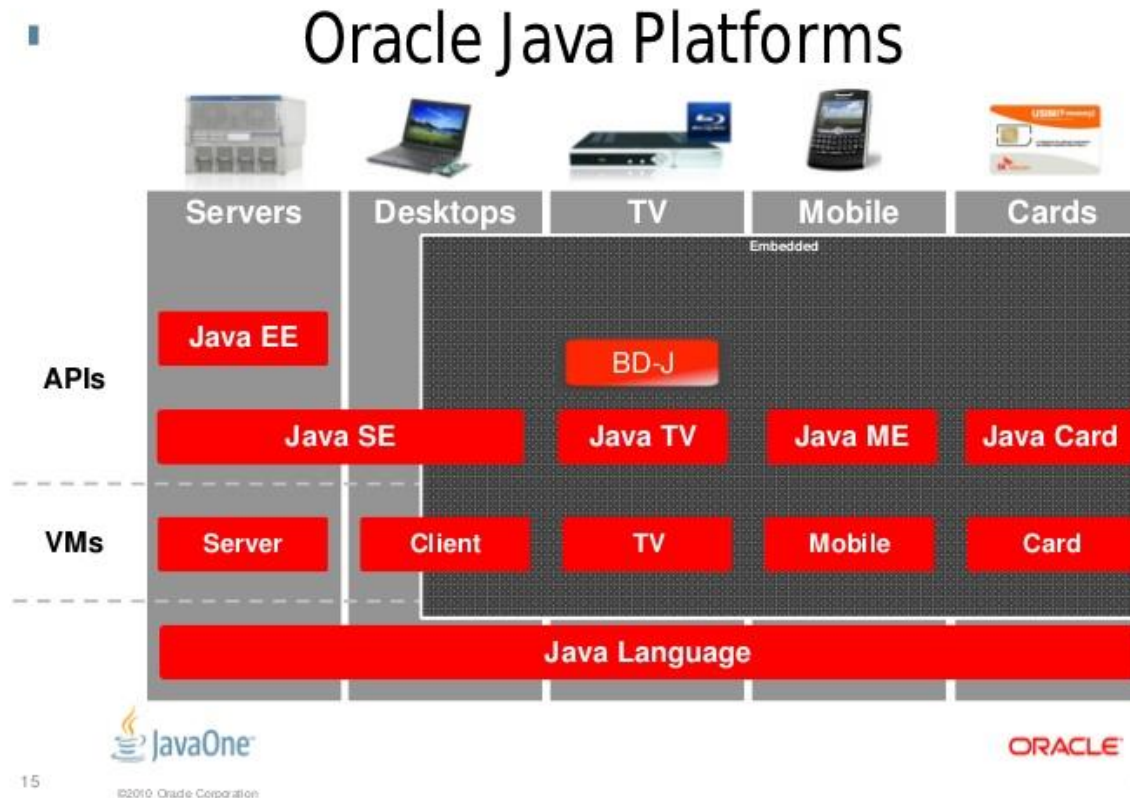 Oracle Java Platforms
Servers
Desktops
TV
Mobile
Cards
Embedded
APIs
Java EE
BD-J
Java SE
Java TV
Java ME
Java Card
VMs
Server
Client
TV
Mobile
Card
Java Language
JavaOne
ORACLE
15
©2010 Oracle Corporation